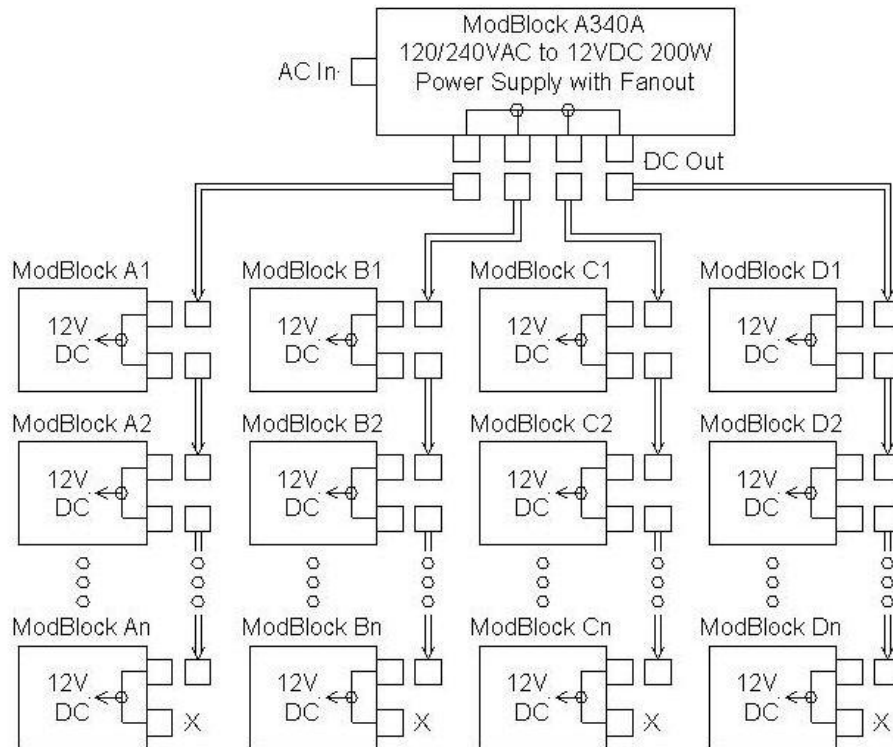 ModBlock A340A
120/240VAC to 12VDC 200W
Power Supply with Fanout
AC In
DC Out
ModBlock A1
ModBlock B1
ModBlock C1
ModBlock D1
12V
DC
12V
DC
12V
DC
12V
DC
ModBlock A2
ModBlock B2
ModBlock C2
ModBlock D2
12V
DC
12V
DC
12V
DC
12V
DC
ModBlock An
ModBlock Bn
ModBlock Cn
ModBlock Dn
12V
DC
X
12V
DC
X
12V
DC
X
12V
DC
X